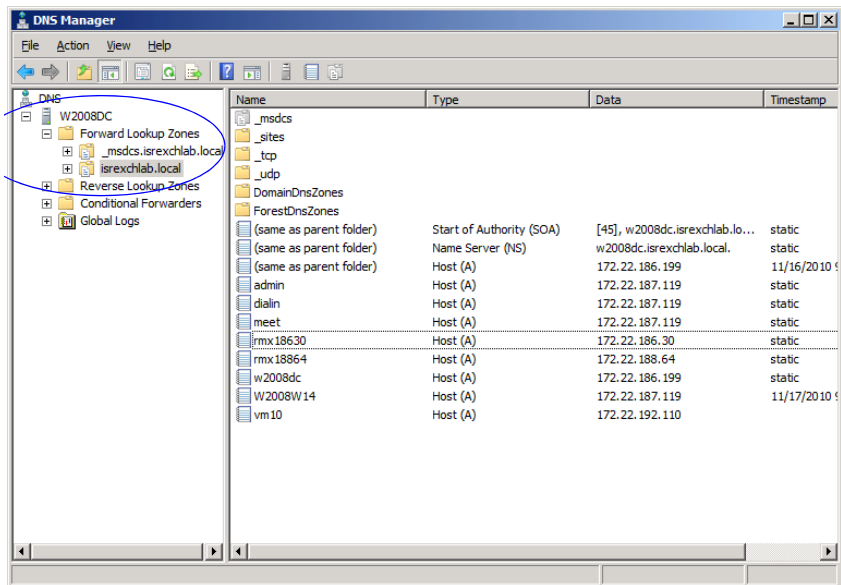 DNS Manager
File Action View Help
DNS
W2008DC
Forward Lookup Zones
_msdcs.isrexchlab.local
isrexchlab.local
Reverse Lookup Zones
Conditional Forwarders
Global Logs
Name Type Data Timestamp
_msdcs
_sites
_tcp
_udp
DomainDnsZones
ForestDnsZones
(same as parent folder) Start of Authority (SOA) [45], w2008dc.isrexchlab.lo... static
(same as parent folder) Name Server (NS) w2008dc.isrexchlab.local. static
(same as parent folder) Host (A) 172.22.186.199 11/16/2010 9
admin Host (A) 172.22.187.119 static
dialin Host (A) 172.22.187.119 static
meet Host (A) 172.22.187.119 static
rmx18630 Host (A) 172.22.186.30 static
rmx18864 Host (A) 172.22.188.64 static
w2008dc Host (A) 172.22.186.199 static
W2008W14 Host (A) 172.22.187.119 11/17/2010 9
vm10 Host (A) 172.22.192.110